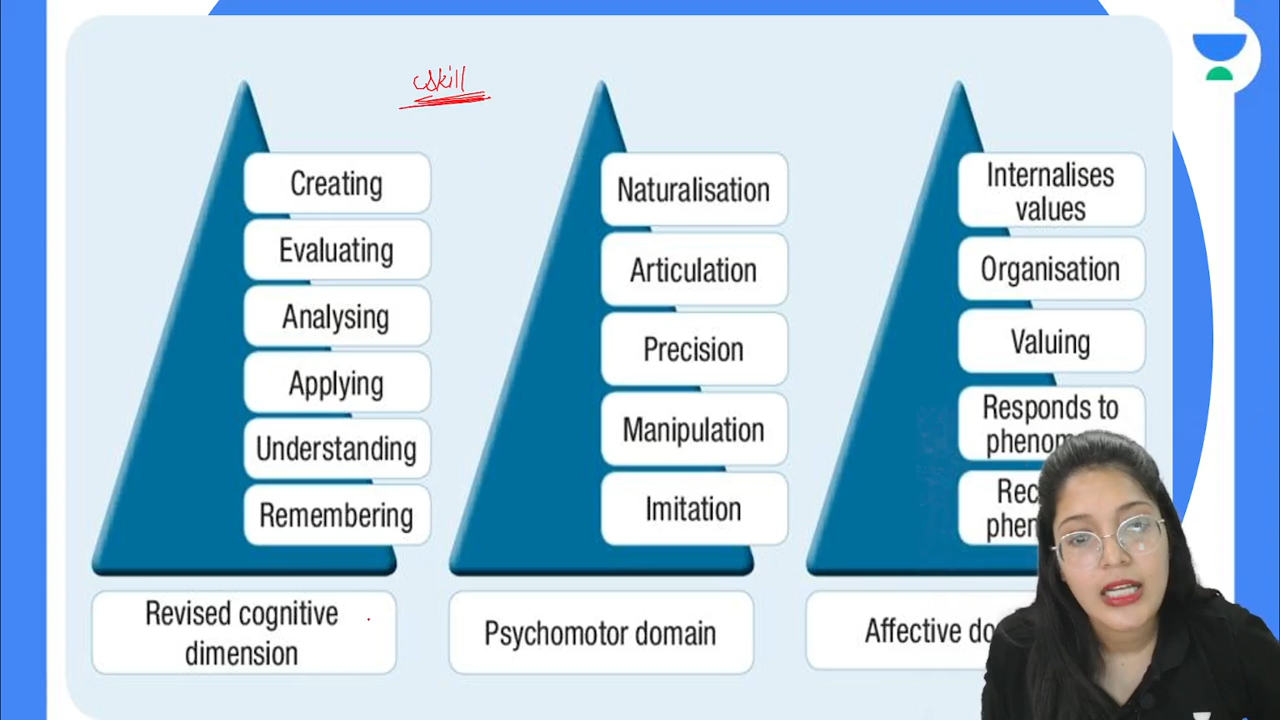 skill
Creating
Evaluating
Analysing
Applying
Understanding
Remembering
Revised cognitive
dimension
Naturalisation
Articulation
Precision
Manipulation
Imitation
Psychomotor domain
Internalises
values
Organisation
Valuing
Responds to
Affective